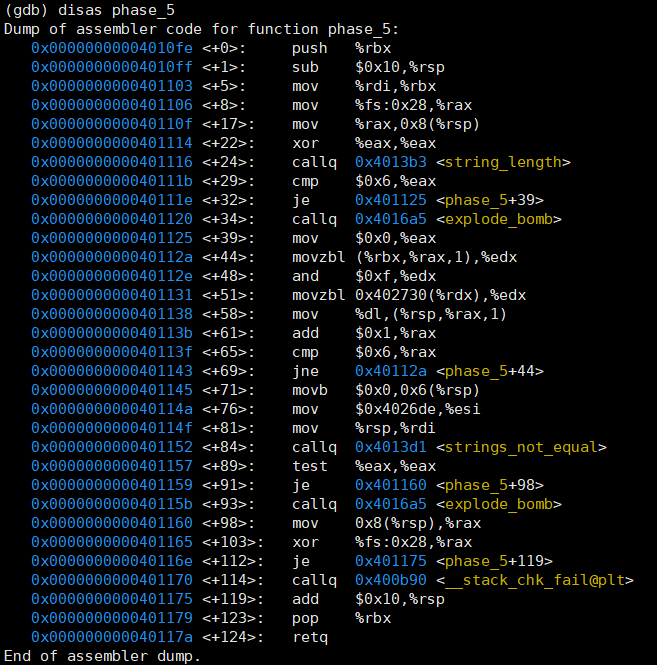 (gdb) disas phase_5
Dump of assembler code for function phase_5:
   0x00000000004010fe <+0>:     push   %rbx
   0x00000000004010ff <+1>:     sub    $0x10,%rsp
   0x0000000000401103 <+5>:     mov    %rdi,%rbx
   0x0000000000401106 <+8>:     mov    %fs:0x28,%rax
   0x000000000040110f <+17>:    mov    %rax,0x8(%rsp)
   0x0000000000401114 <+22>:    xor    %eax,%eax
   0x0000000000401116 <+24>:    callq  0x4013b3 <string_length>
   0x000000000040111b <+29>:    cmp    $0x6,%eax
   0x000000000040111e <+32>:    je     0x401125 <phase_5+39>
   0x0000000000401120 <+34>:    callq  0x4016a5 <explode_bomb>
   0x0000000000401125 <+39>:    mov    $0x0,%eax
   0x000000000040112a <+44>:    movzbl (%rbx,%rax,1),%edx
   0x000000000040112e <+48>:    and    $0xf,%edx
   0x0000000000401131 <+51>:    movzbl 0x402730(%rdx),%edx
   0x0000000000401138 <+58>:    mov    %dl,(%rsp,%rax,1)
   0x000000000040113b <+61>:    add    $0x1,%rax
   0x000000000040113f <+65>:    cmp    $0x6,%rax
   0x0000000000401143 <+69>:    jne    0x40112a <phase_5+44>
   0x0000000000401145 <+71>:    movb   $0x0,0x6(%rsp)
   0x000000000040114a <+76>:    mov    $0x4026de,%esi
   0x000000000040114f <+81>:    mov    %rsp,%rdi
   0x0000000000401152 <+84>:    callq  0x4013d1 <strings_not_equal>
   0x0000000000401157 <+89>:    test   %eax,%eax
   0x0000000000401159 <+91>:    je     0x401160 <phase_5+98>
   0x000000000040115b <+93>:    callq  0x4016a5 <explode_bomb>
   0x0000000000401160 <+98>:    mov    0x8(%rsp),%rax
   0x0000000000401165 <+103>:   xor    %fs:0x28,%rax
   0x000000000040116e <+112>:   je     0x401175 <phase_5+119>
   0x0000000000401170 <+114>:   callq  0x400b90 <__stack_chk_fail@plt>
   0x0000000000401175 <+119>:   add    $0x10,%rsp
   0x0000000000401179 <+123>:   pop    %rbx
   0x000000000040117a <+124>:   retq
End of assembler dump.